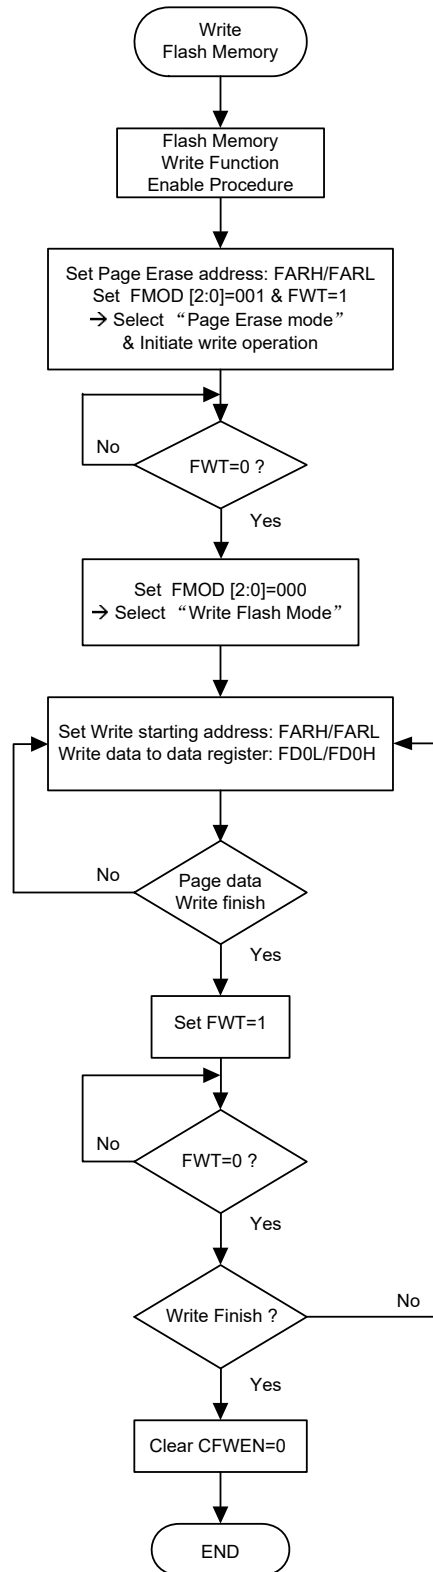 Write
Flash Memory
Flash Memory
Write Function
Enable Procedure
Set Page Erase address: FARH/FARL
Set FMOD [2:0]=001 & FWT=1
→ Select “Page Erase mode”
& Initiate write operation
No
FWT=0 ?
Yes
Set FMOD [2:0]=000
→ Select “Write Flash Mode”
Set Write starting address: FARH/FARL
Write data to data register: FD0L/FD0H
No
Page data
Write finish
Yes
Set FWT=1
No
FWT=0 ?
Yes
Write Finish ?
No
Yes
Clear CFWEN=0
END